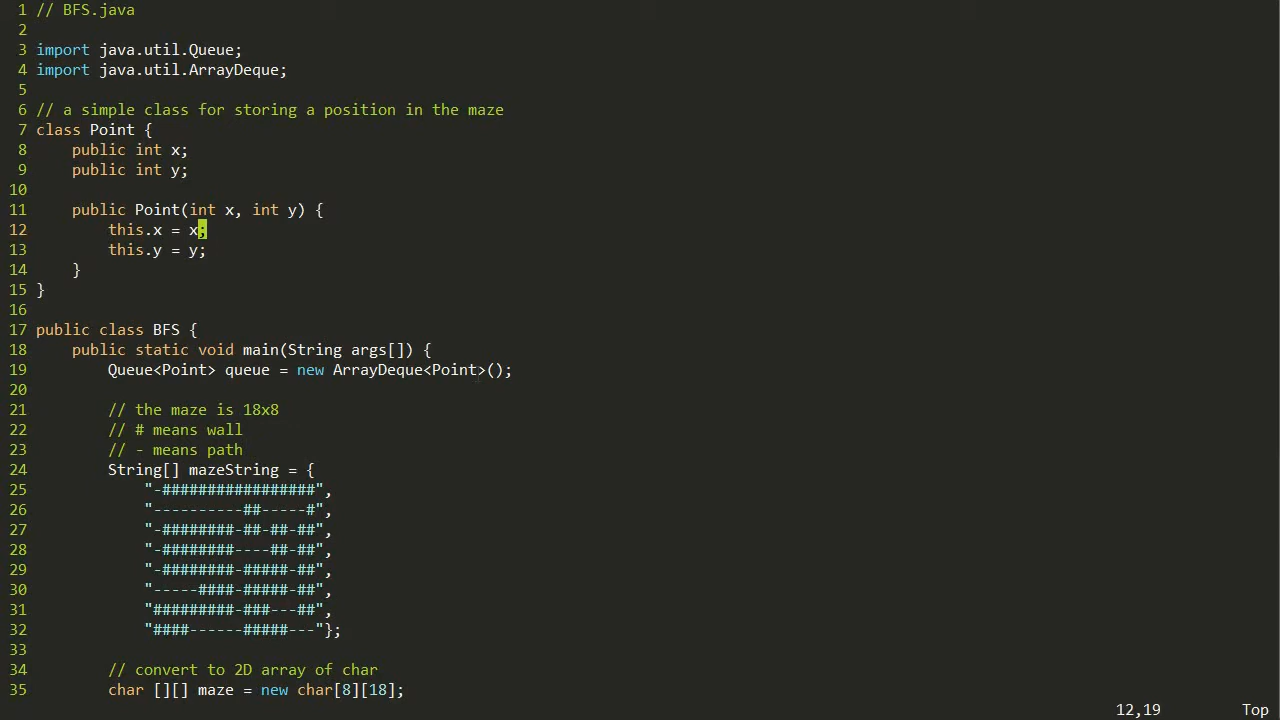 1 // BFS.java
2
3 import java.util.Queue;
4 import java.util.ArrayDeque;
5
6 // a simple class for storing a position in the maze
7 class Point {
8     public int x;
9     public int y;
10
11     public Point(int x, int y) {
12         this.x = x;
13         this.y = y;
14     }
15 }
16
17 public class BFS {
18     public static void main(String args[]) {
19         Queue<Point> queue = new ArrayDeque<Point>();
20
21         // the maze is 18x8
22         // # means wall
23         // - means path
24         String[] mazeString = {
25             "-#################",
26             "----------##-----#",
27             "-########-##-##-##",
28             "-########----##-##",
29             "-########-#####-##",
30             "-----####-#####-##",
31             "#########-###---##",
32             "####------#####---"};
33
34         // convert to 2D array of char
35         char [][] maze = new char[8][18];
12,19 Top